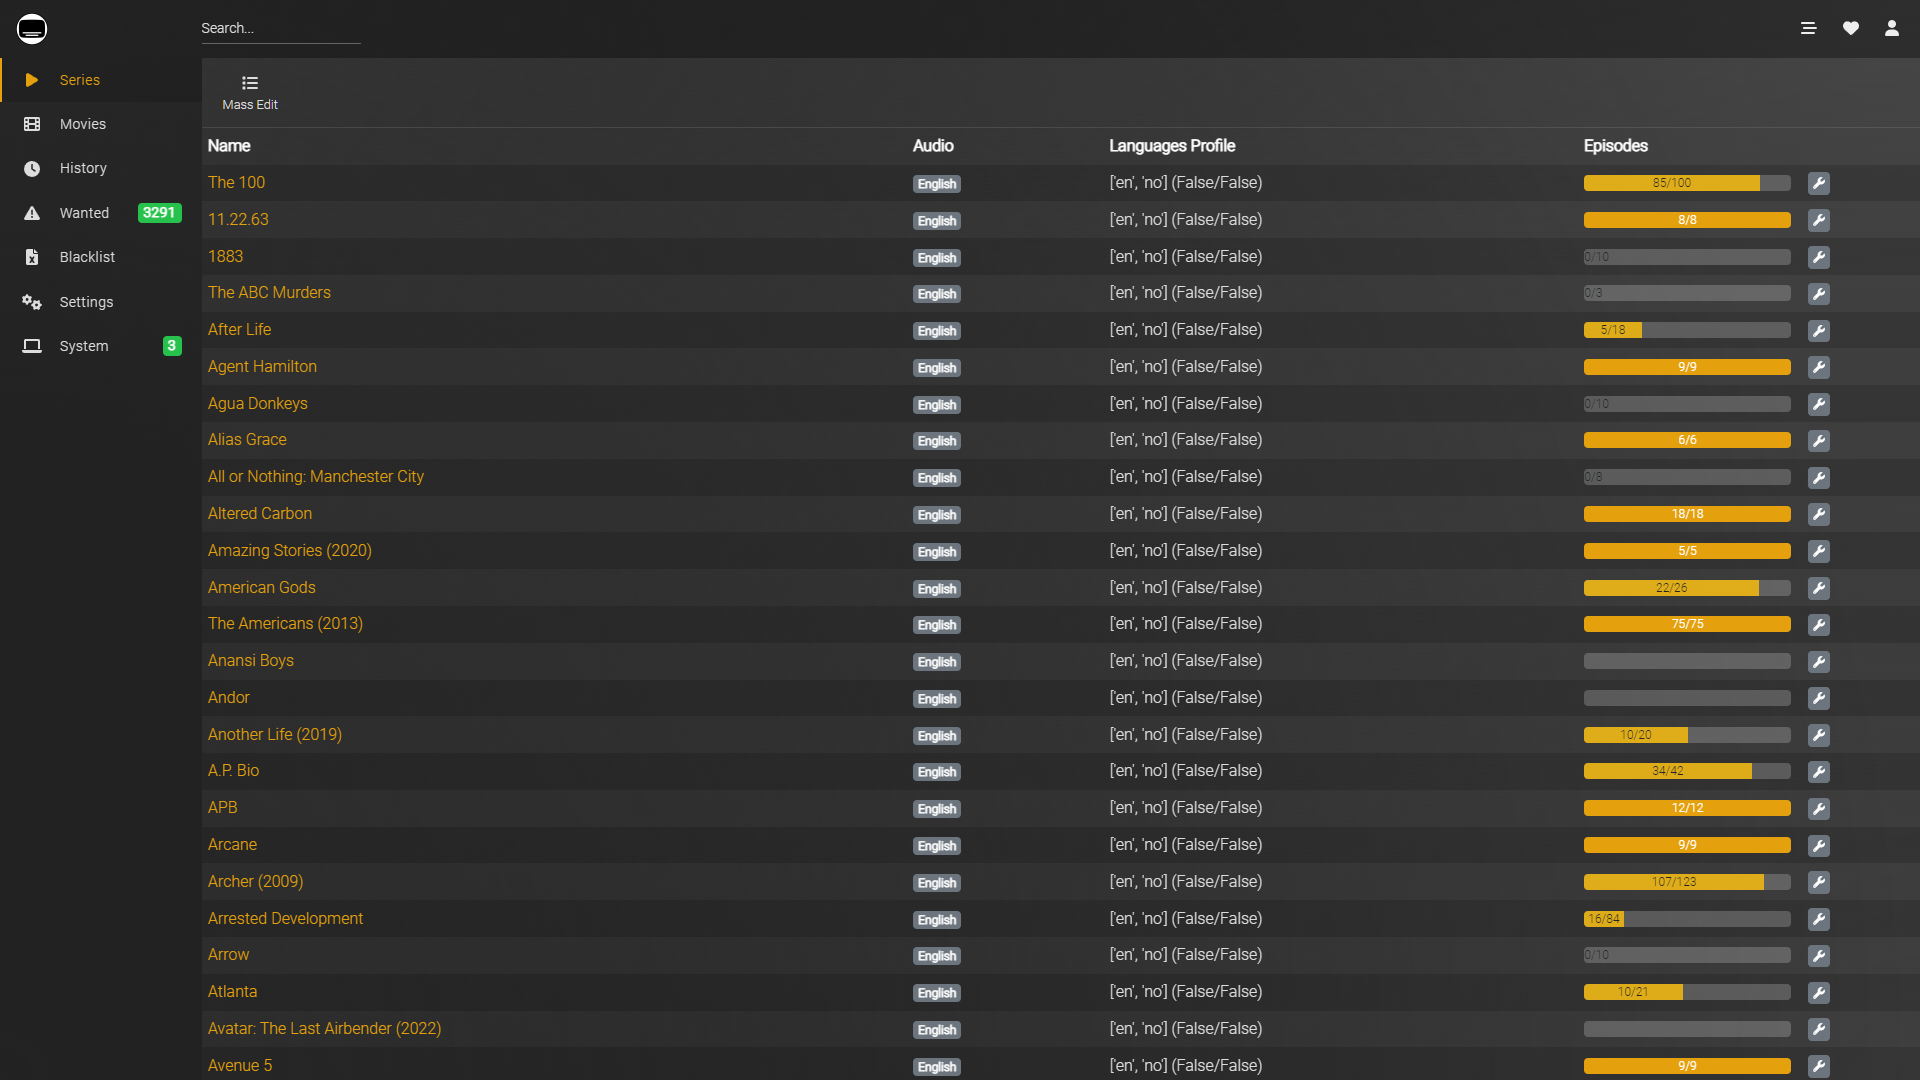 Search...
Series
Movies
History
Wanted 3291
Blacklist
Settings
System 3
Mass Edit
Name Audio Languages Profile Episodes
The 100 English ['en', 'no'] (False/False) 85/100
11.22.63 English ['en', 'no'] (False/False) 8/8
1883 English ['en', 'no'] (False/False) 0/10
The ABC Murders English ['en', 'no'] (False/False) 0/3
After Life English ['en', 'no'] (False/False) 5/18
Agent Hamilton English ['en', 'no'] (False/False) 9/9
Agua Donkeys English ['en', 'no'] (False/False) 0/10
Alias Grace English ['en', 'no'] (False/False) 6/6
All or Nothing: Manchester City English ['en', 'no'] (False/False) 0/8
Altered Carbon English ['en', 'no'] (False/False) 18/18
Amazing Stories (2020) English ['en', 'no'] (False/False) 5/5
American Gods English ['en', 'no'] (False/False) 22/26
The Americans (2013) English ['en', 'no'] (False/False) 75/75
Anansi Boys English ['en', 'no'] (False/False)
Andor English ['en', 'no'] (False/False)
Another Life (2019) English ['en', 'no'] (False/False) 10/20
A.P. Bio English ['en', 'no'] (False/False) 34/42
APB English ['en', 'no'] (False/False) 12/12
Arcane English ['en', 'no'] (False/False) 9/9
Archer (2009) English ['en', 'no'] (False/False) 107/123
Arrested Development English ['en', 'no'] (False/False) 16/84
Arrow English ['en', 'no'] (False/False) 0/10
Atlanta English ['en', 'no'] (False/False) 10/21
Avatar: The Last Airbender (2022) English ['en', 'no'] (False/False)
Avenue 5 English ['en', 'no'] (False/False) 9/9